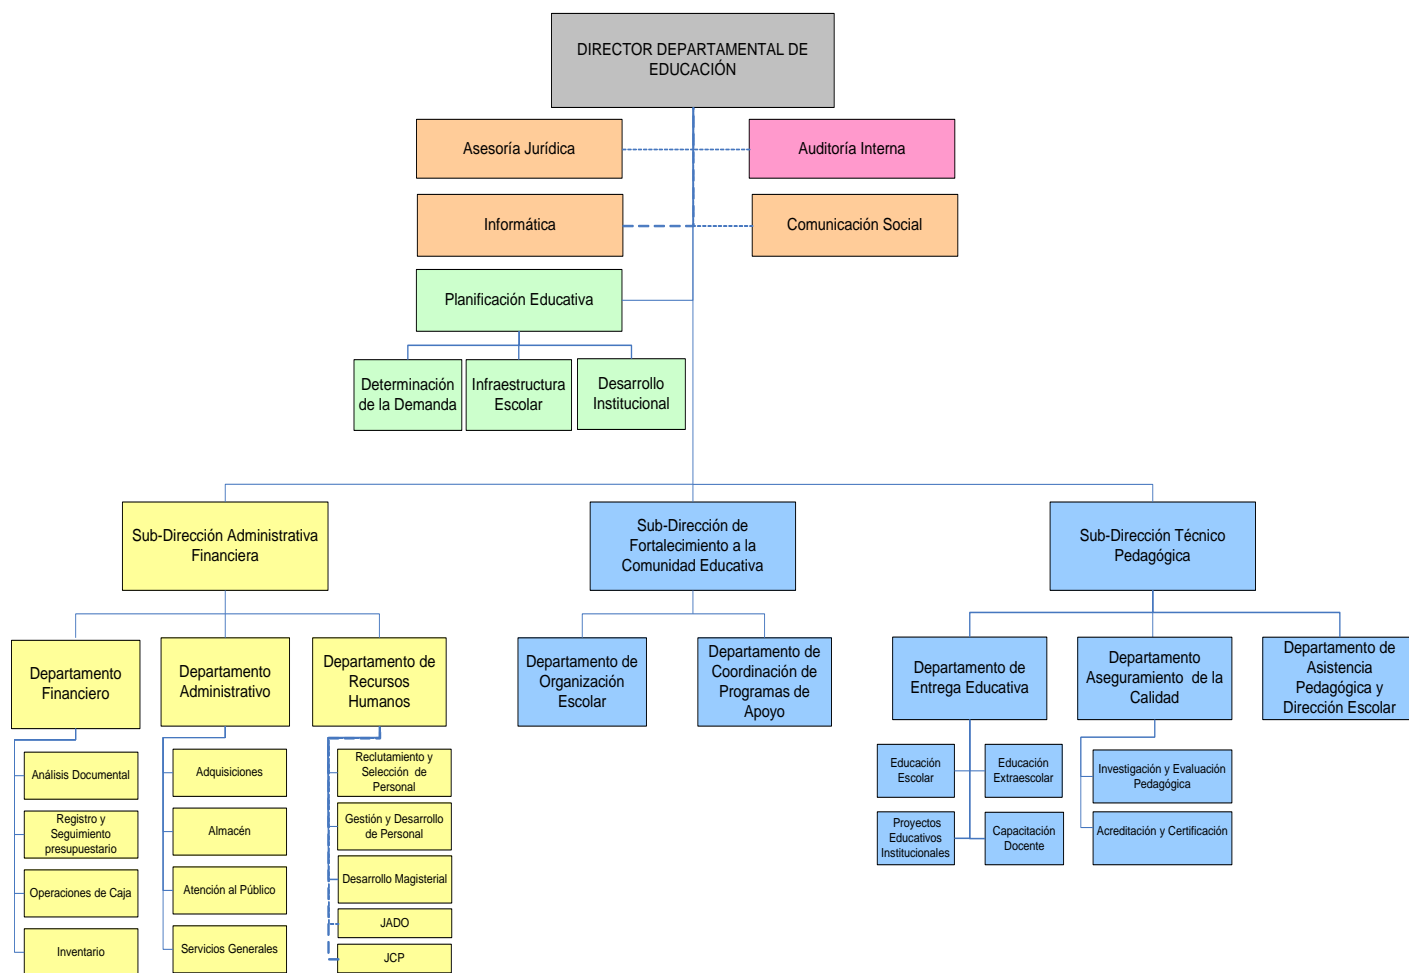 DIRECTOR DEPARTAMENTAL DE
EDUCACIÓN
Asesoría Jurídica
Auditoría Interna
Informática
Comunicación Social
Planificación Educativa
Determinación
de la Demanda
Infraestructura
Escolar
Desarrollo
Institucional
Sub-Dirección Administrativa
Financiera
Sub-Dirección de
Fortalecimiento a la
Comunidad Educativa
Sub-Dirección Técnico
Pedagógica
Departamento
Financiero
Departamento
Administrativo
Departamento de
Recursos
Humanos
Departamento de
Organización
Escolar
Departamento de
Coordinación de
Programas de
Apoyo
Departamento de
Entrega Educativa
Departamento
Aseguramiento de la
Calidad
Departamento de
Asistencia
Pedagógica y
Dirección Escolar
Análisis Documental
Registro y
Seguimiento
presupuestario
Operaciones de Caja
Inventario
Adquisiciones
Almacén
Atención al Público
Servicios Generales
Reclutamiento y
Selección de
Personal
Gestión y Desarrollo
de Personal
Desarrollo Magisterial
JADO
JCP
Educación
Escolar
Educación
Extraescolar
Proyectos
Educativos
Institucionales
Capacitación
Docente
Investigación y Evaluación
Pedagógica
Acreditación y Certificación